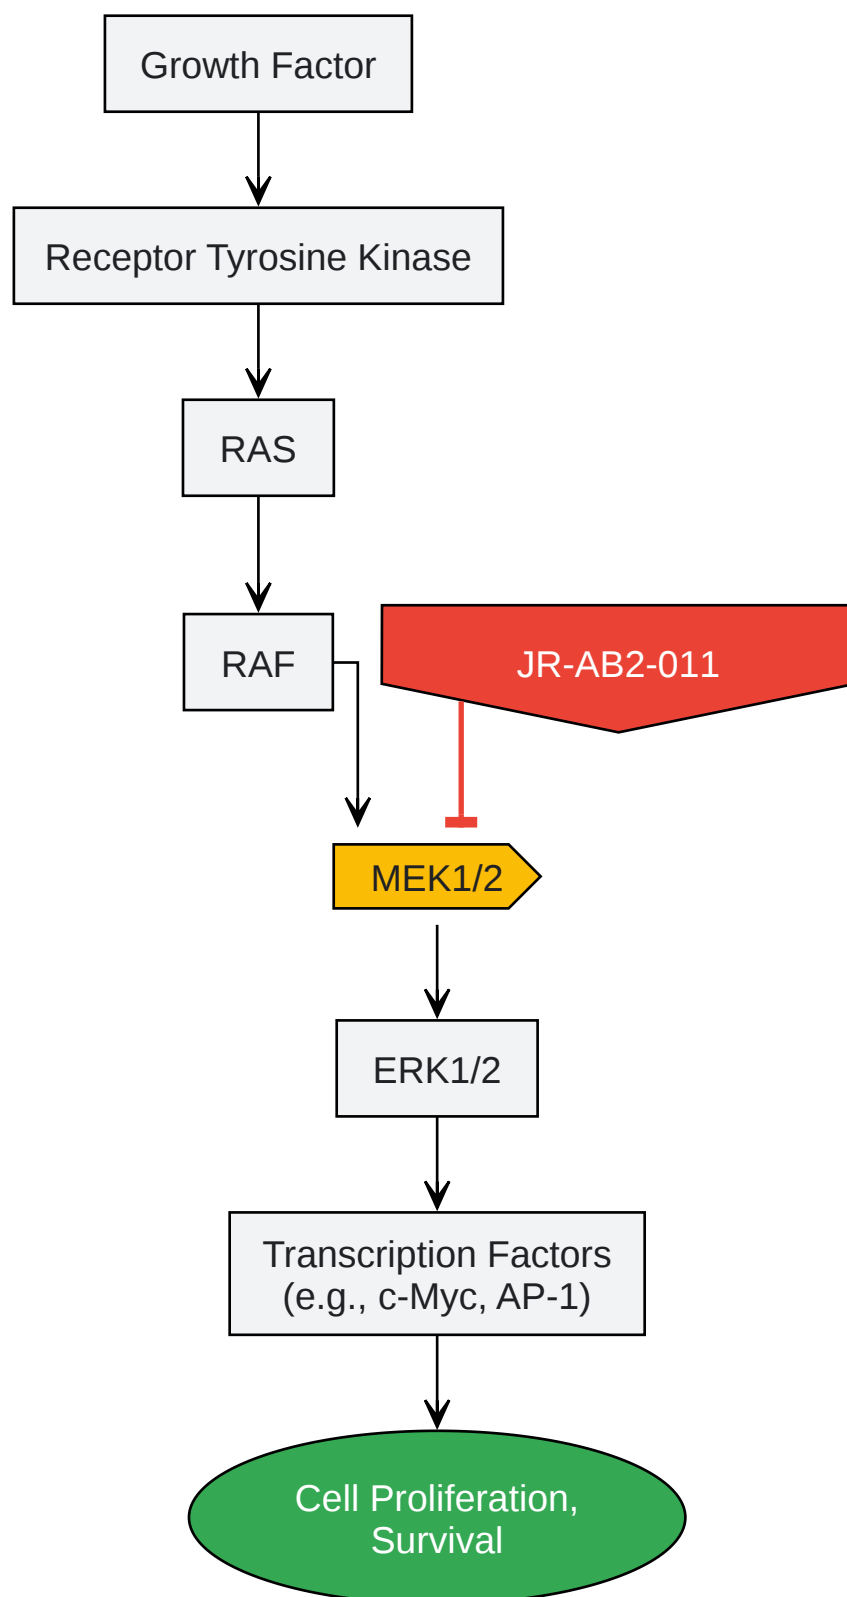 Growth Factor
Receptor Tyrosine Kinase
RAS
RAF
JR-AB2-011
MEK1/2
ERK1/2
Transcription Factors
(e.g., c-Myc, AP-1)
Cell Proliferation,
Survival